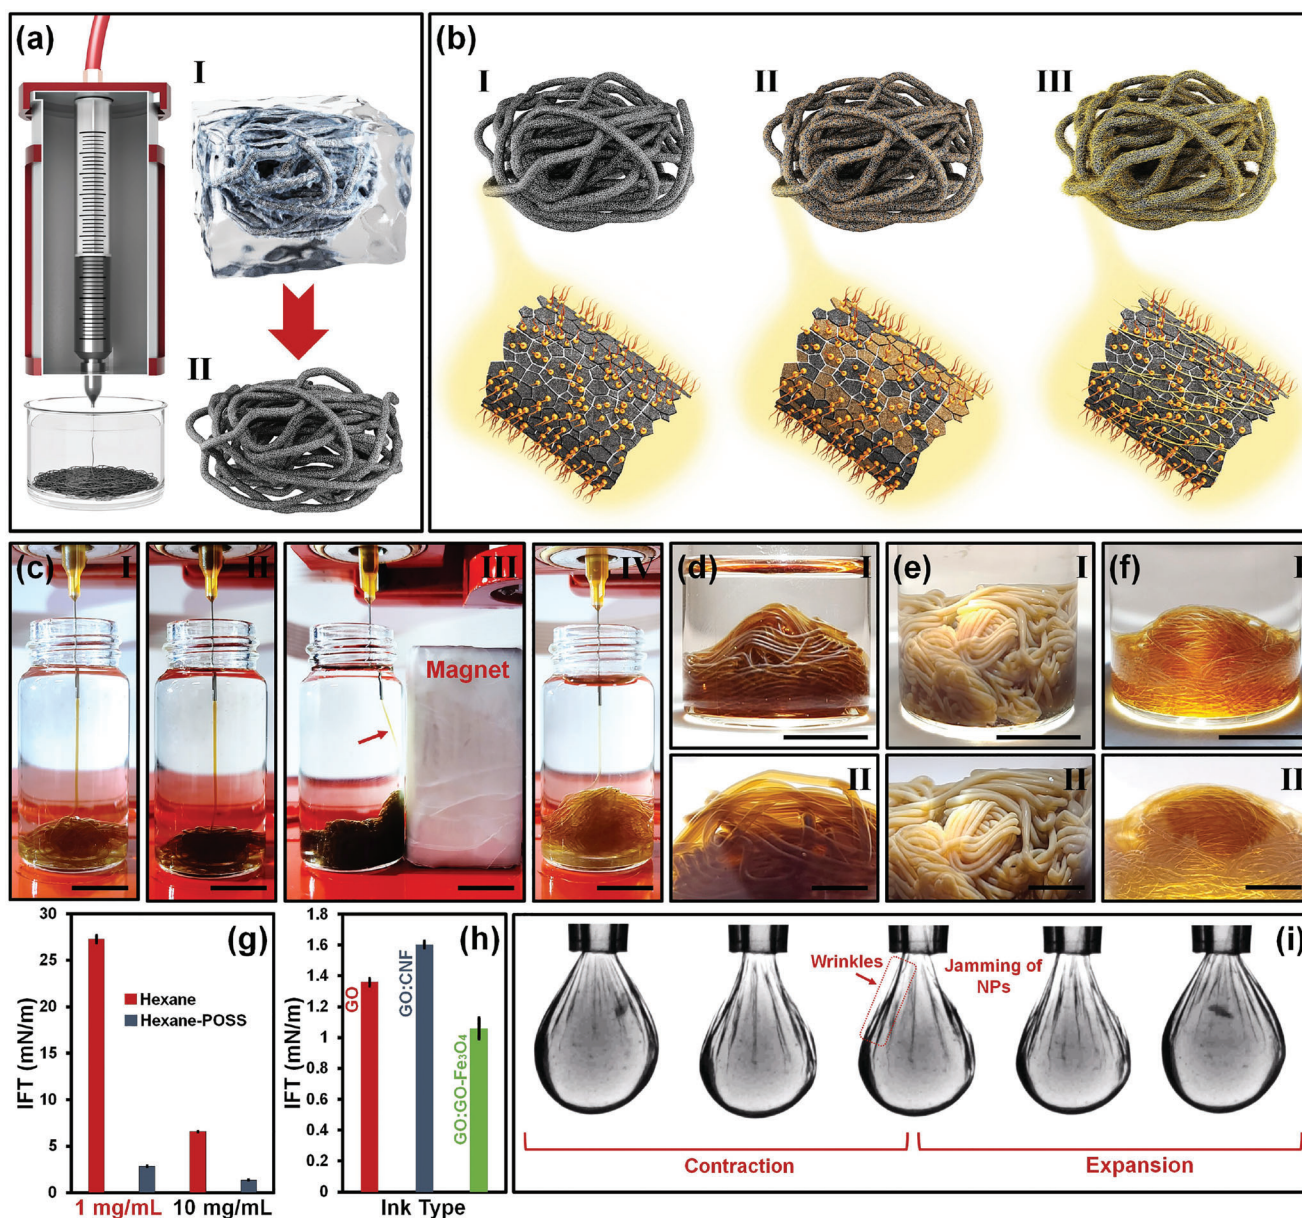 (a)
I
II
(b)
I
II
III
(c)
I
II
III
Magnet
IV
(d)
I
II
(e)
I
II
(f)
I
II
(g)
IFT (mN/m)
30
25
20
15
10
5
0
Hexane
Hexane-POSS
1 mg/mL
10 mg/mL
(h)
IFT (mN/m)
1.8
1.6
1.4
1.2
1
0.8
0.6
0.4
0.2
0
GO
GO:CNF
GO:GO-Fe₃O₄
Ink Type
(i)
Wrinkles
Jamming of
NPs
Contraction
Expansion